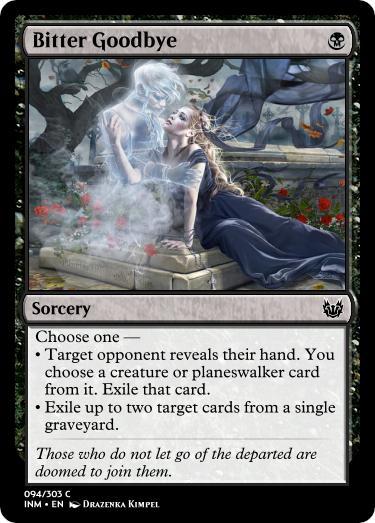 Bitter Goodbye
Sorcery
Choose one —
• Target opponent reveals their hand. You
choose a creature or planeswalker card
from it. Exile that card.
• Exile up to two target cards from a single
graveyard.
Those who do not let go of the departed are
doomed to join them.
094/303 C
INM • EN Drazenka Kimpel